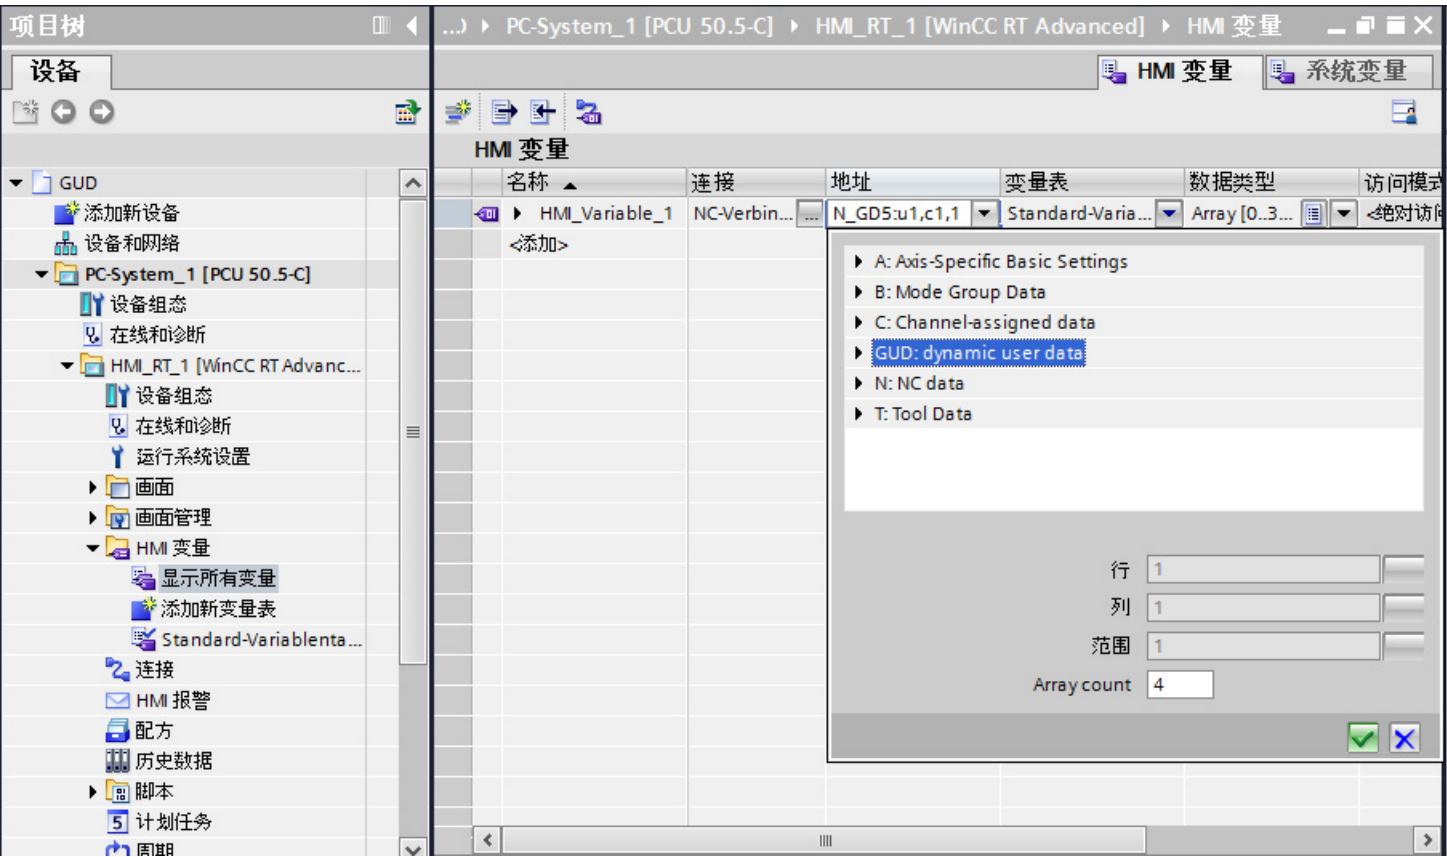 项目树
设备
GUD
添加新设备
设备和网络
PC-System_1 [PCU 50.5-C]
设备组态
在线和诊断
HMI_RT_1 [WinCC RT Advanc...
设备组态
在线和诊断
运行系统设置
画面
画面管理
HMI 变量
显示所有变量
添加新变量表
Standard-Variablenta...
连接
HMI 报警
配方
历史数据
脚本
5 计划任务
周期
...) PC-System_1 [PCU 50.5-C] HMI_RT_1 [WinCC RT Advanced] HMI 变量
HMI 变量 系统变量
HMI 变量
名称 连接 地址 变量表 数据类型 访问模式
HMI_Variable_1 NC-Verbin... ... N_GD5:u1,c1,1 Standard-Varia... Array [0..3... <绝对访问
<添加>
A: Axis-Specific Basic Settings
B: Mode Group Data
C: Channel-assigned data
GUD: dynamic user data
N: NC data
T: Tool Data
行 1
列 1
范围 1
Array count 4